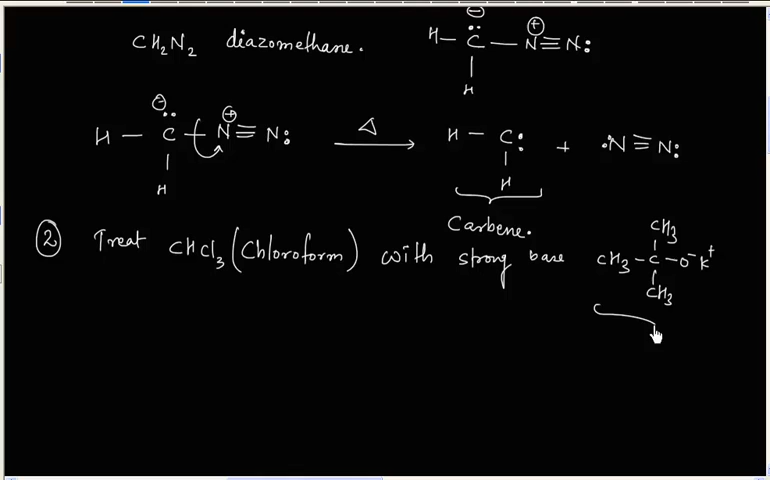 CH2N2 diazomethane.
⊖
H – C̈ – N⊕ ≡ N:
H
⊖
H – C̈ – N⊕ ≡ N: Δ → H – C: + :N ≡ N:
H H
Carbene.
② Treat CHCl3 (Chloroform) with strong base CH3 – C – O⁻ K⁺
CH3
CH3